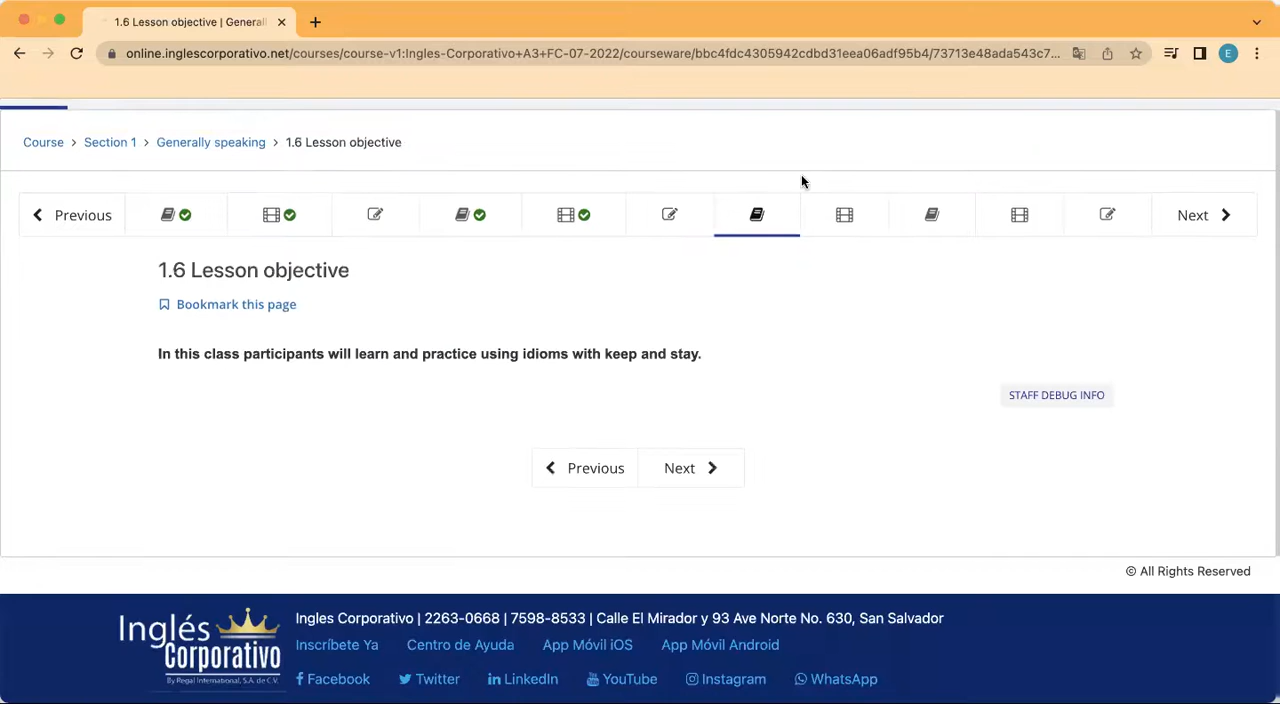 1.6 Lesson objective | General
online.inglescorporativo.net/courses/course-v1:Ingles-Corporativo+A3+FC-07-2022/courseware/bbc4fdc4305942cdbd31eea06adf95b4/73713e48ada543c7...
E
Course > Section 1 > Generally speaking > 1.6 Lesson objective
Previous
Next
1.6 Lesson objective
Bookmark this page
In this class participants will learn and practice using idioms with keep and stay.
STAFF DEBUG INFO
Previous Next
© All Rights Reserved
Inglés Corporativo
By Regal International, S.A. de C.V.
Ingles Corporativo | 2263-0668 | 7598-8533 | Calle El Mirador y 93 Ave Norte No. 630, San Salvador
Inscríbete Ya Centro de Ayuda App Móvil iOS App Móvil Android
Facebook Twitter LinkedIn YouTube Instagram WhatsApp